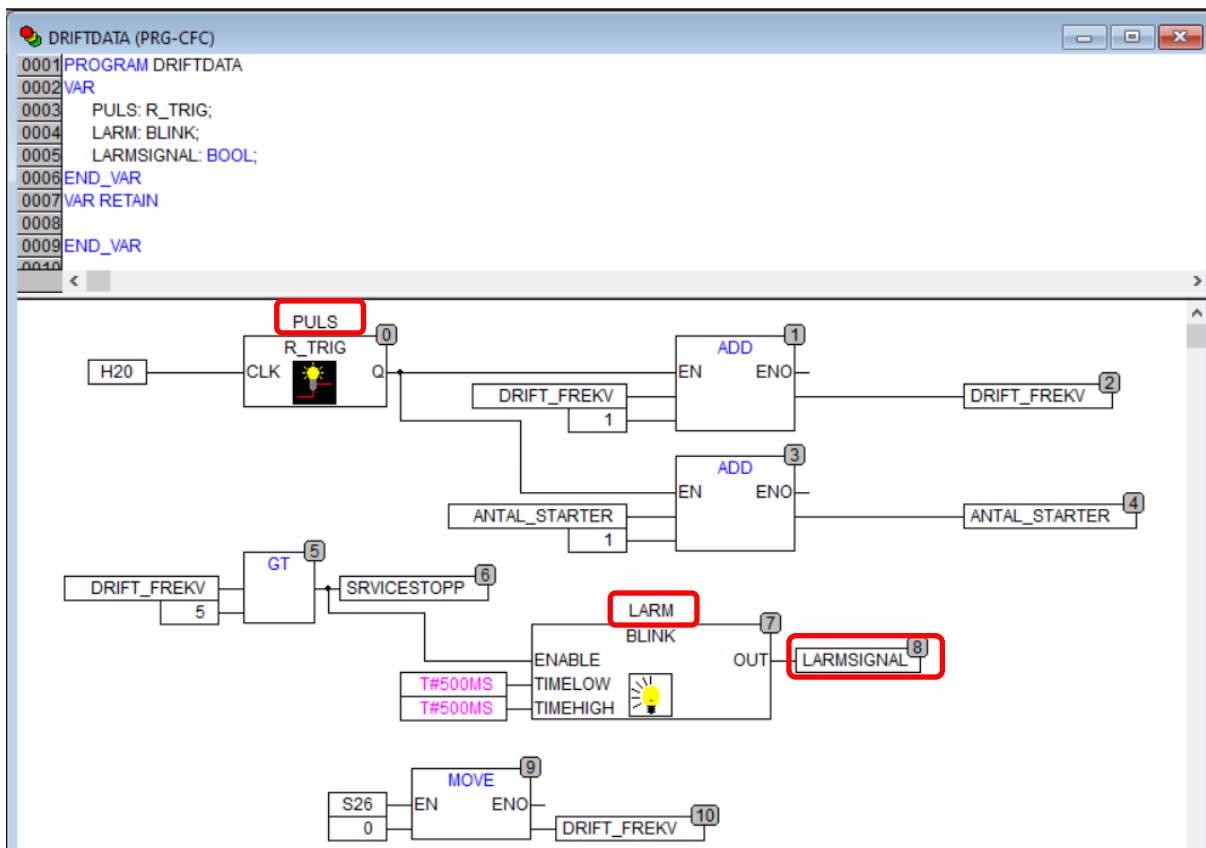 DRIFTDATA (PRG-CFC)
0001 PROGRAM DRIFTDATA
0002 VAR
0003 PULS: R_TRIG;
0004 LARM: BLINK;
0005 LARMSIGNAL: BOOL;
0006 END_VAR
0007 VAR RETAIN
0008
0009 END_VAR
0010
PULS
0
R_TRIG
H20
CLK
Q
1
ADD
EN ENO
DRIFT_FREKV
1
DRIFT_FREKV
2
3
ADD
EN ENO
ANTAL_STARTER
1
ANTAL_STARTER
4
5
GT
DRIFT_FREKV
5
SRVICESTOPP
6
LARM
7
BLINK
ENABLE OUT
T#500MS TIMELOW
T#500MS TIMEHIGH
LARMSIGNAL
8
9
MOVE
S26 EN ENO
0
DRIFT_FREKV
10